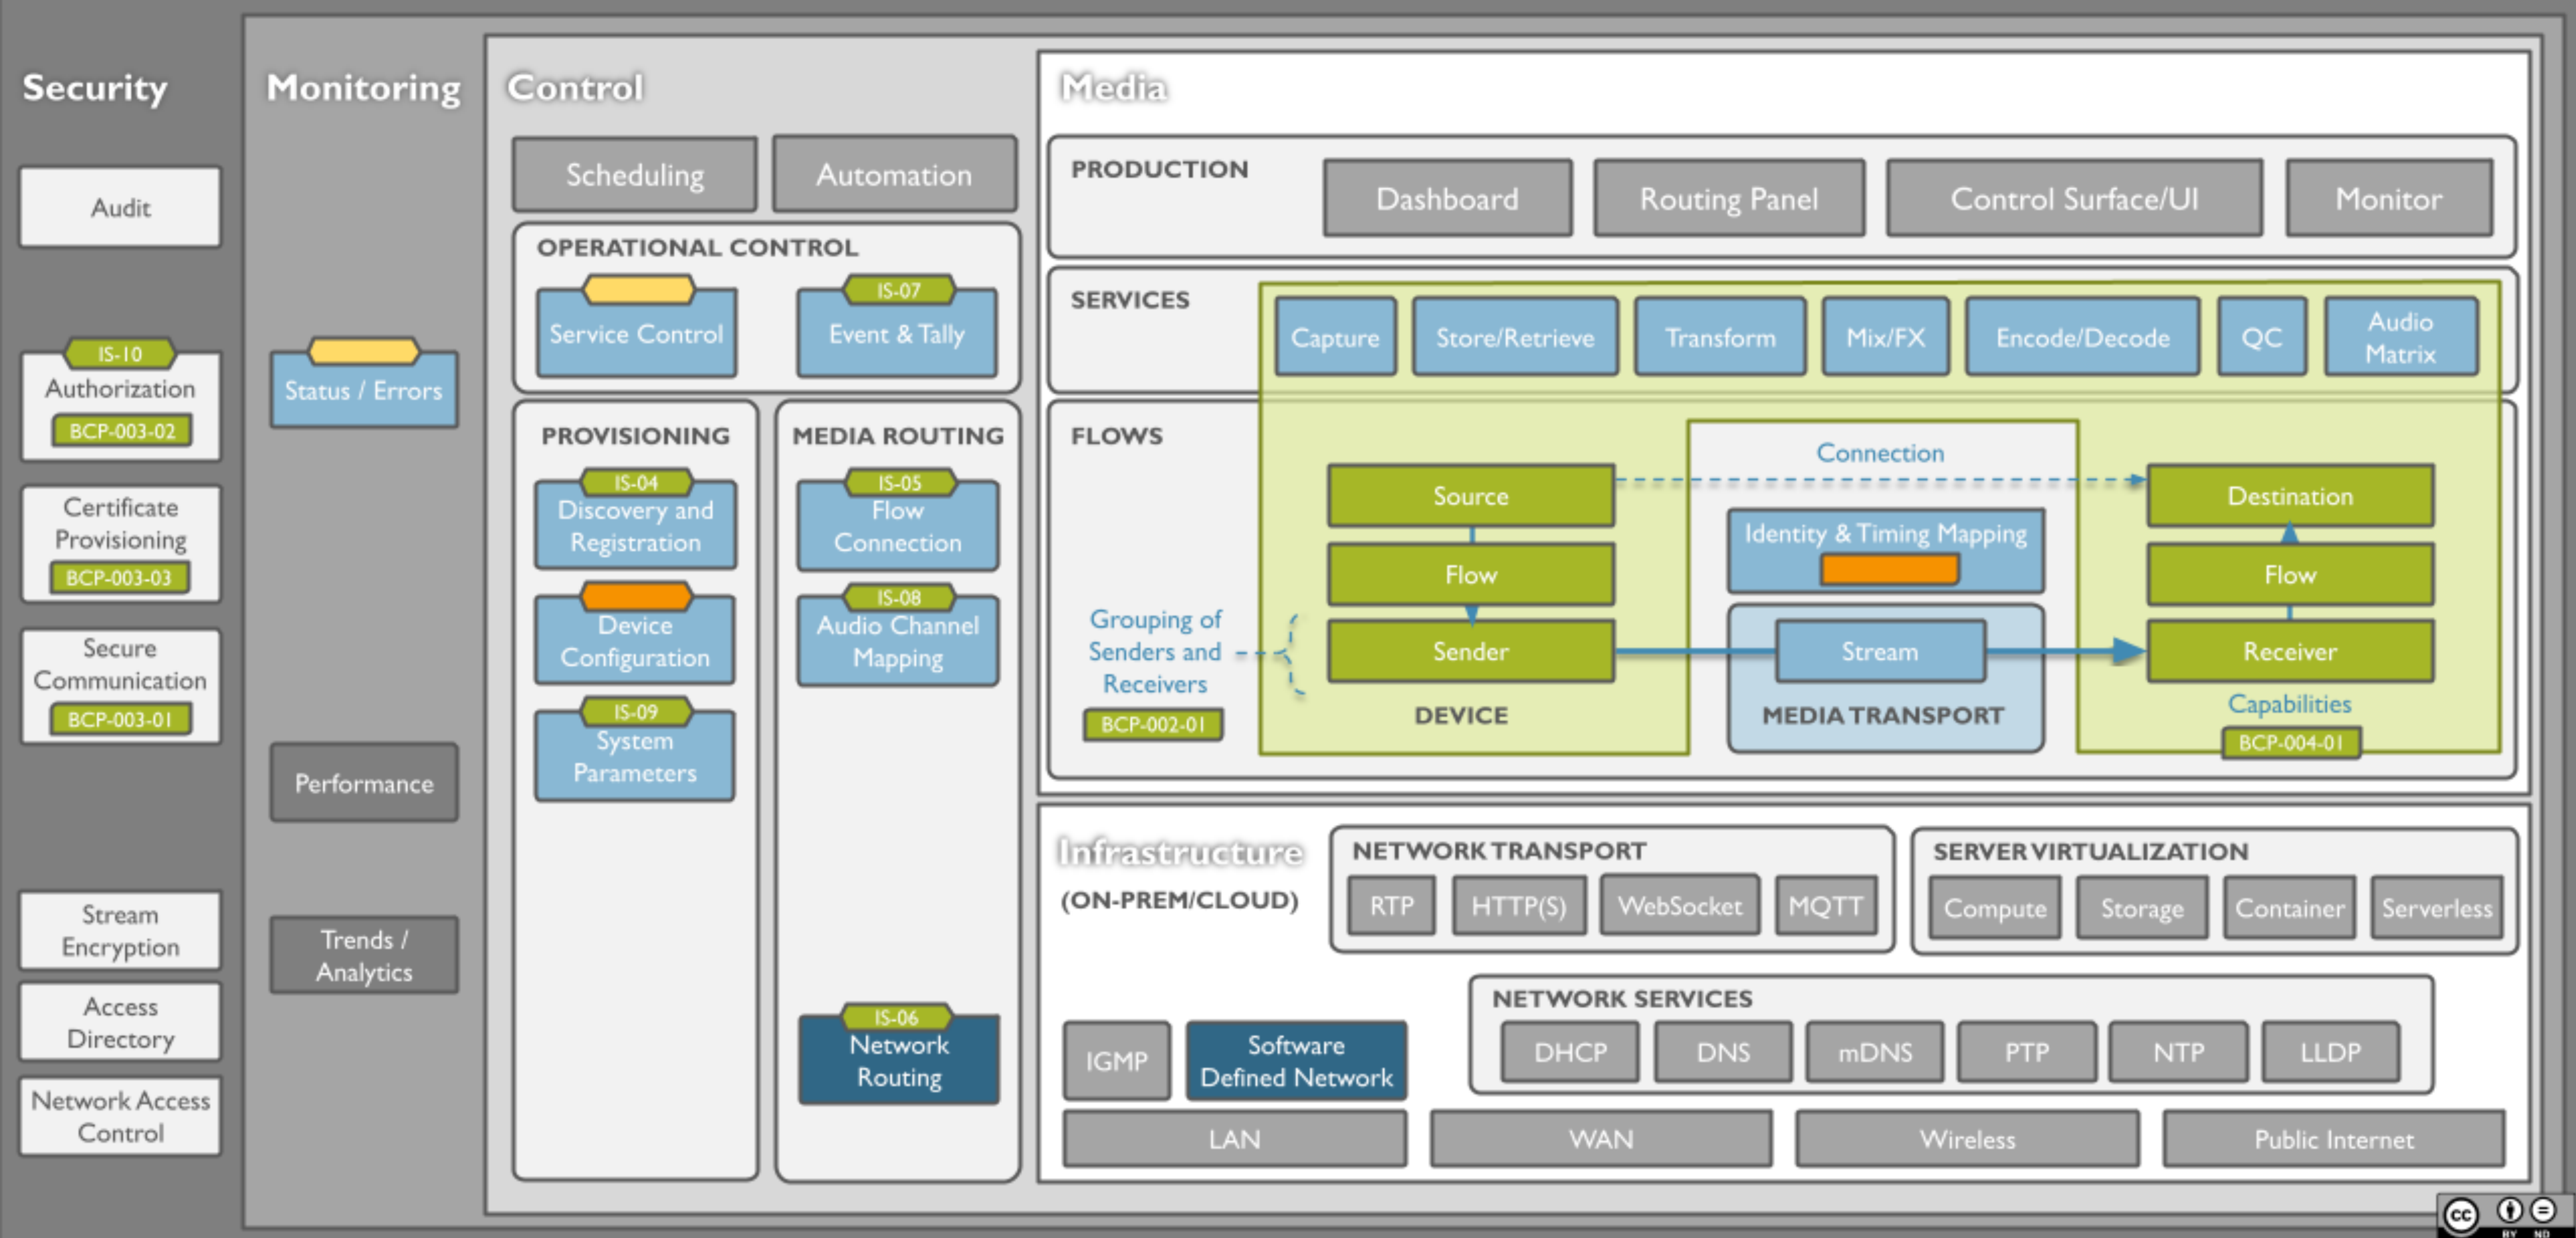 Security
Audit
IS-10
Authorization
BCP-003-02
Certificate
Provisioning
BCP-003-03
Secure
Communication
BCP-003-01
Stream
Encryption
Access
Directory
Network Access
Control
Monitoring
Status / Errors
Performance
Trends /
Analytics
Control
Scheduling
Automation
OPERATIONAL CONTROL
Service Control
IS-07
Event & Tally
PROVISIONING
IS-04
Discovery and
Registration
Device
Configuration
IS-09
System
Parameters
MEDIA ROUTING
IS-05
Flow
Connection
IS-08
Audio Channel
Mapping
IS-06
Network
Routing
Media
PRODUCTION
Dashboard
Routing Panel
Control Surface/UI
Monitor
SERVICES
Capture
Store/Retrieve
Transform
Mix/FX
Encode/Decode
QC
Audio
Matrix
FLOWS
Grouping of
Senders and
Receivers
BCP-002-01
Source
Flow
Sender
DEVICE
Connection
Identity & Timing Mapping
Stream
MEDIA TRANSPORT
Destination
Flow
Receiver
Capabilities
BCP-004-01
Infrastructure
(ON-PREM/CLOUD)
NETWORK TRANSPORT
RTP
HTTP(S)
WebSocket
MQTT
SERVER VIRTUALIZATION
Compute
Storage
Container
Serverless
IGMP
Software
Defined Network
NETWORK SERVICES
DHCP
DNS
mDNS
PTP
NTP
LLDP
LAN
WAN
Wireless
Public Internet
cc
BY ND